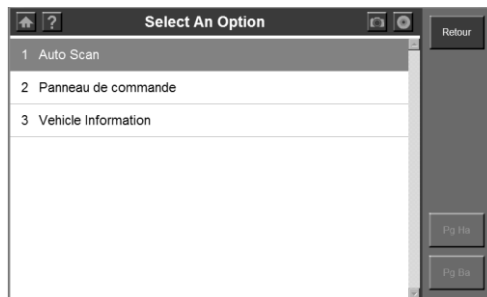 ?
Select An Option
Retour
1 Auto Scan
2 Panneau de commande
3 Vehicle Information
Pg Ha
Pg Ba